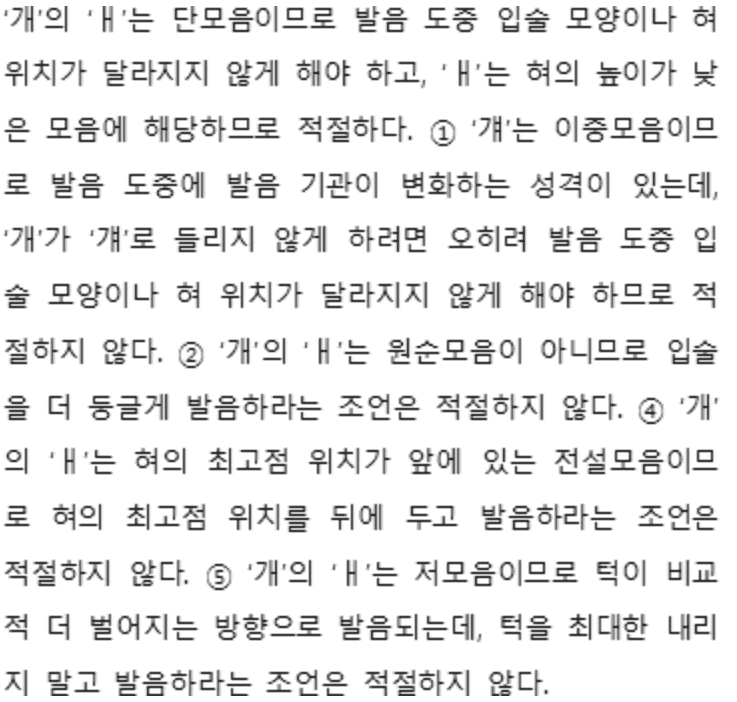 ‘개’의 ‘ㅐ’는 단모음이므로 발음 도중 입술 모양이나 혀
위치가 달라지지 않게 해야 하고, ‘ㅐ’는 혀의 높이가 낮
은 모음에 해당하므로 적절하다. ① ‘걔’는 이중모음이므
로 발음 도중에 발음 기관이 변화하는 성격이 있는데,
‘개’가 ‘걔’로 들리지 않게 하려면 오히려 발음 도중 입
술 모양이나 혀 위치가 달라지지 않게 해야 하므로 적
절하지 않다. ② ‘개’의 ‘ㅐ’는 원순모음이 아니므로 입술
을 더 둥글게 발음하라는 조언은 적절하지 않다. ④ ‘개’
의 ‘ㅐ’는 혀의 최고점 위치가 앞에 있는 전설모음이므
로 혀의 최고점 위치를 뒤에 두고 발음하라는 조언은
적절하지 않다. ⑤ ‘개’의 ‘ㅐ’는 저모음이므로 턱이 비교
적 더 벌어지는 방향으로 발음되는데, 턱을 최대한 내리
지 말고 발음하라는 조언은 적절하지 않다.